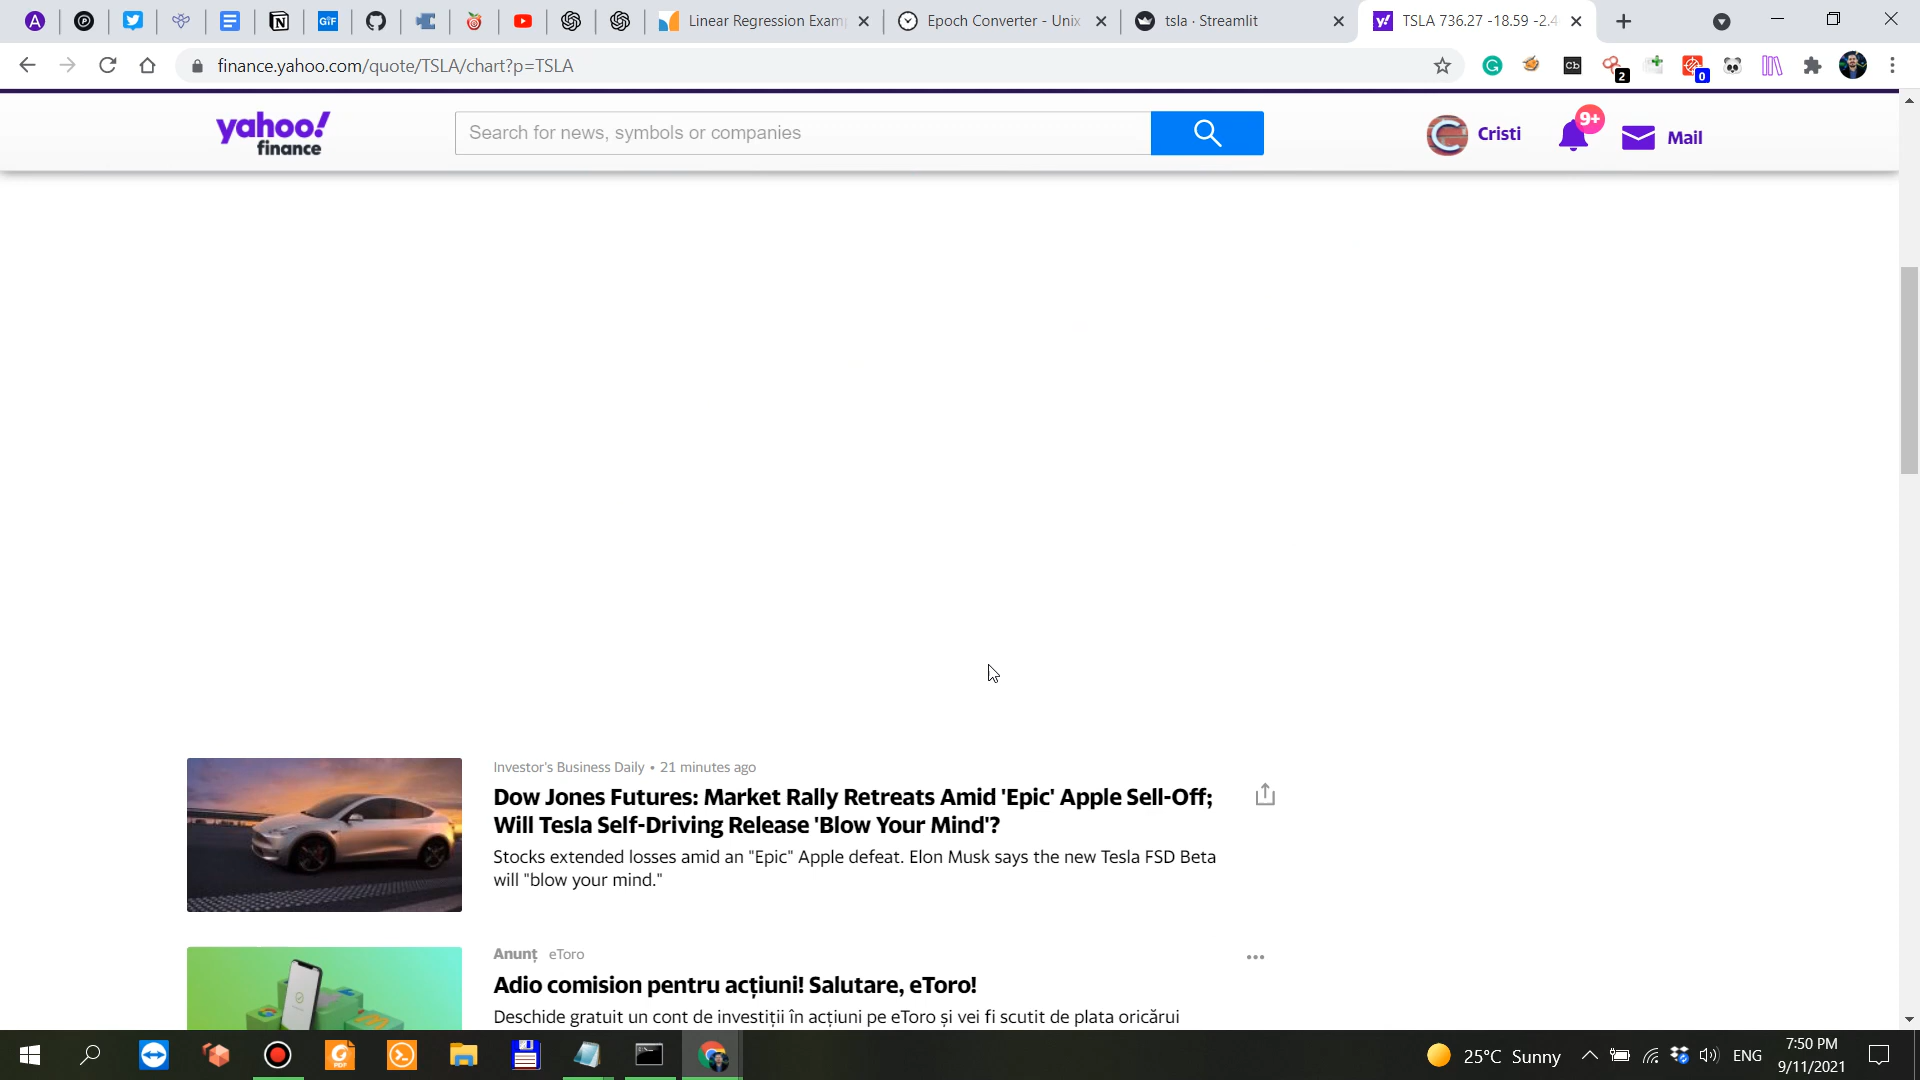 GIF
Linear Regression Exam
Epoch Converter - Unix
tsla · Streamlit
TSLA 736.27 -18.59 -2.4
finance.yahoo.com/quote/TSLA/chart?p=TSLA
Cb
2
0
yahoo!
finance
Search for news, symbols or companies
Cristi
9+
Mail
Investor's Business Daily • 21 minutes ago
Dow Jones Futures: Market Rally Retreats Amid 'Epic' Apple Sell-Off;
Will Tesla Self-Driving Release 'Blow Your Mind'?
Stocks extended losses amid an "Epic" Apple defeat. Elon Musk says the new Tesla FSD Beta
will "blow your mind."
Anunț eToro
Adio comision pentru acțiuni! Salutare, eToro!
Deschide gratuit un cont de investiții în acțiuni pe eToro și vei fi scutit de plata oricărui
PDF
25°C Sunny
ENG
7:50 PM
9/11/2021